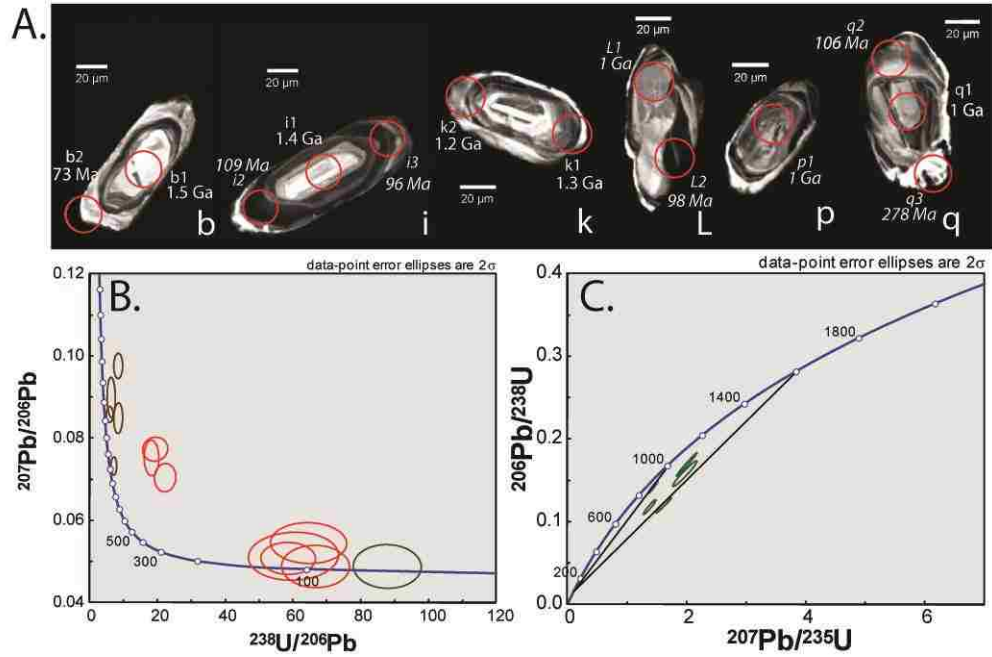 A.
20 µm
b2
73 Ma
b1
1.5 Ga
b
20 µm
i1
1.4 Ga
109 Ma
i2
i3
96 Ma
i
k2
1.2 Ga
20 µm
k1
1.3 Ga
k
20 µm
L1
1 Ga
L2
98 Ma
L
20 µm
p1
1 Ga
p
q2
106 Ma
20 µm
q1
1 Ga
q3
278 Ma
q
data-point error ellipses are 2σ
B.
0.12
0.10
0.08
0.06
0.04
207Pb/206Pb
500
300
100
0 20 40 60 80 100 120
238U/206Pb
data-point error ellipses are 2σ
C.
0.4
0.3
0.2
0.1
0.0
206Pb/238U
1800
1400
1000
600
200
0 2 4 6
207Pb/235U